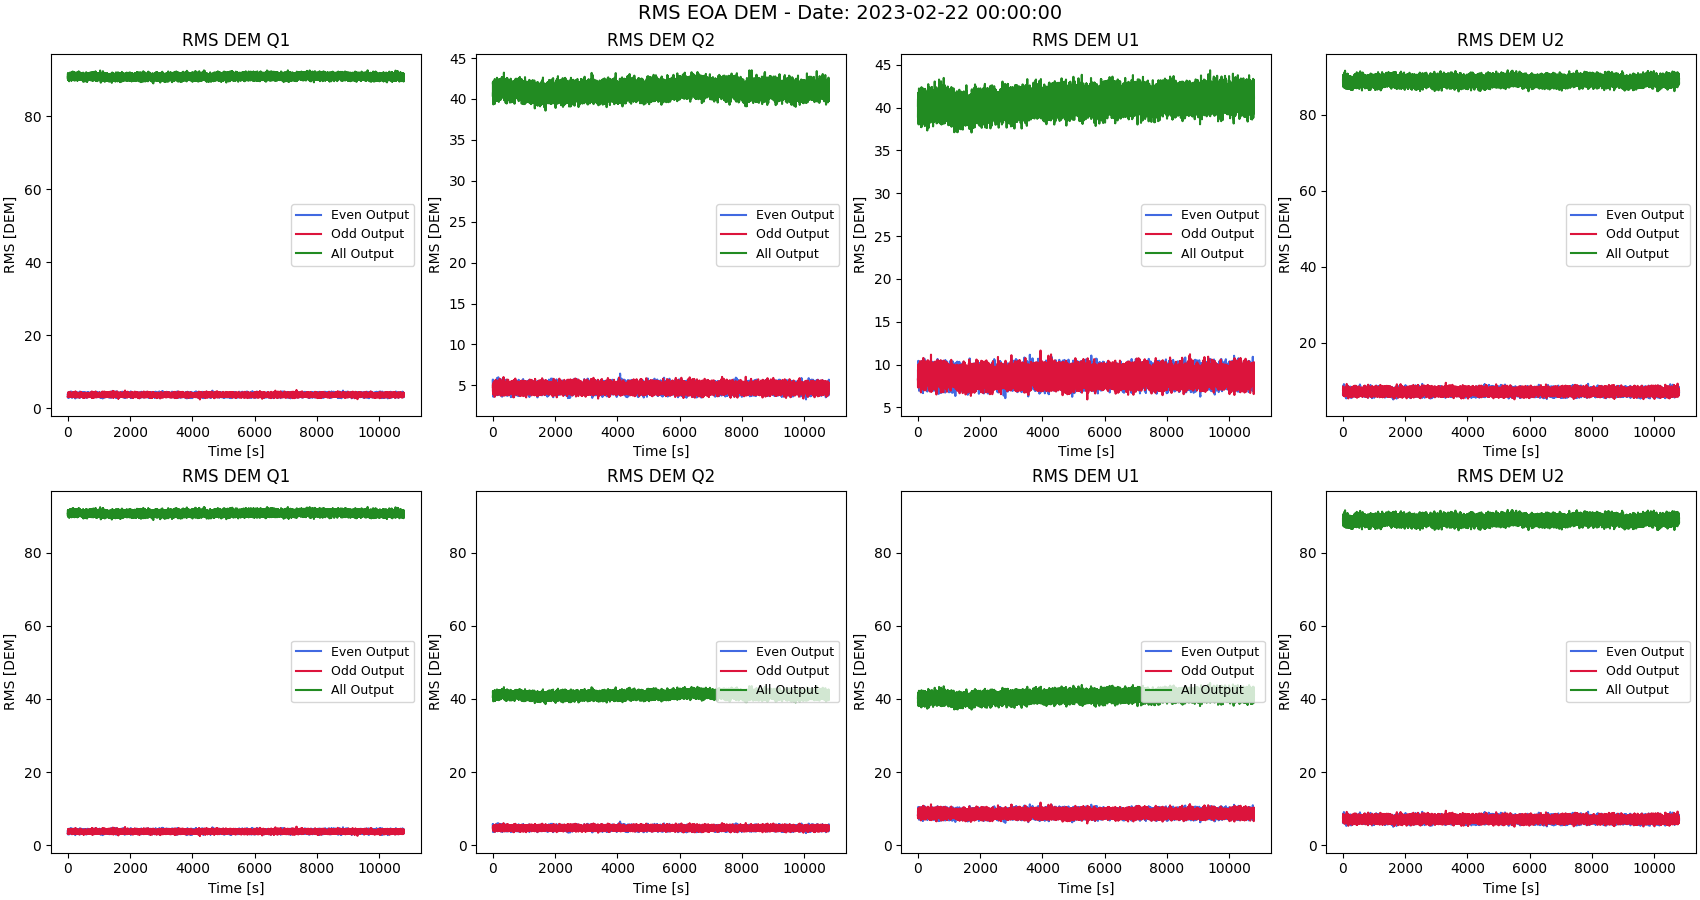 RMS EOA DEM - Date: 2023-02-22 00:00:00
RMS DEM Q1
RMS [DEM]
80
60
40
20
0
Even Output
Odd Output
All Output
0 2000 4000 6000 8000 10000
Time [s]
RMS DEM Q2
RMS [DEM]
45
40
35
30
25
20
15
10
5
Even Output
Odd Output
All Output
0 2000 4000 6000 8000 10000
Time [s]
RMS DEM U1
RMS [DEM]
45
40
35
30
25
20
15
10
5
Even Output
Odd Output
All Output
0 2000 4000 6000 8000 10000
Time [s]
RMS DEM U2
RMS [DEM]
80
60
40
20
Even Output
Odd Output
All Output
0 2000 4000 6000 8000 10000
Time [s]
RMS DEM Q1
RMS [DEM]
80
60
40
20
0
Even Output
Odd Output
All Output
0 2000 4000 6000 8000 10000
Time [s]
RMS DEM Q2
RMS [DEM]
80
60
40
20
0
Even Output
Odd Output
All Output
0 2000 4000 6000 8000 10000
Time [s]
RMS DEM U1
RMS [DEM]
80
60
40
20
0
Even Output
Odd Output
All Output
0 2000 4000 6000 8000 10000
Time [s]
RMS DEM U2
RMS [DEM]
80
60
40
20
0
Even Output
Odd Output
All Output
0 2000 4000 6000 8000 10000
Time [s]